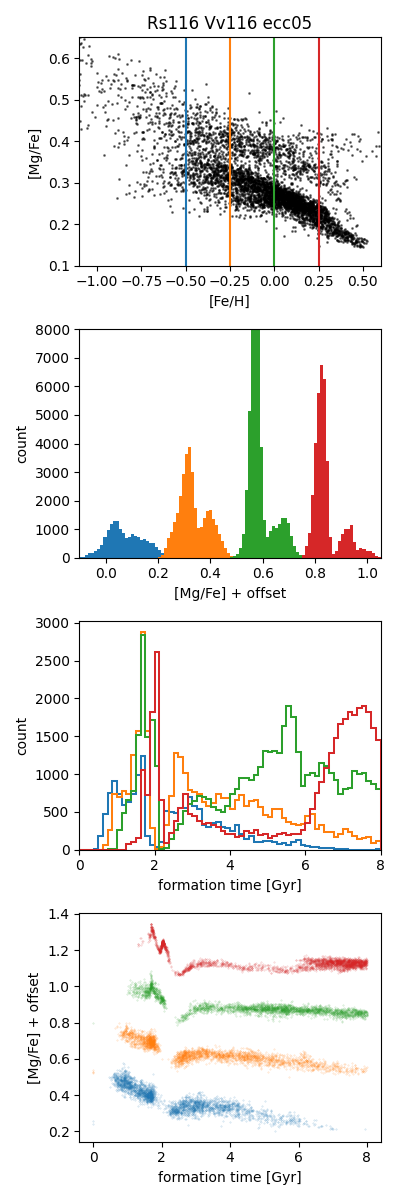 Rs116 Vv116 ecc05
[Mg/Fe]
0.6
0.5
0.4
0.3
0.2
0.1
−1.00 −0.75 −0.50 −0.25 0.00 0.25 0.50
[Fe/H]
count
8000
7000
6000
5000
4000
3000
2000
1000
0
0.0 0.2 0.4 0.6 0.8 1.0
[Mg/Fe] + offset
count
3000
2500
2000
1500
1000
500
0
0 2 4 6 8
formation time [Gyr]
[Mg/Fe] + offset
1.4
1.2
1.0
0.8
0.6
0.4
0.2
0 2 4 6 8
formation time [Gyr]